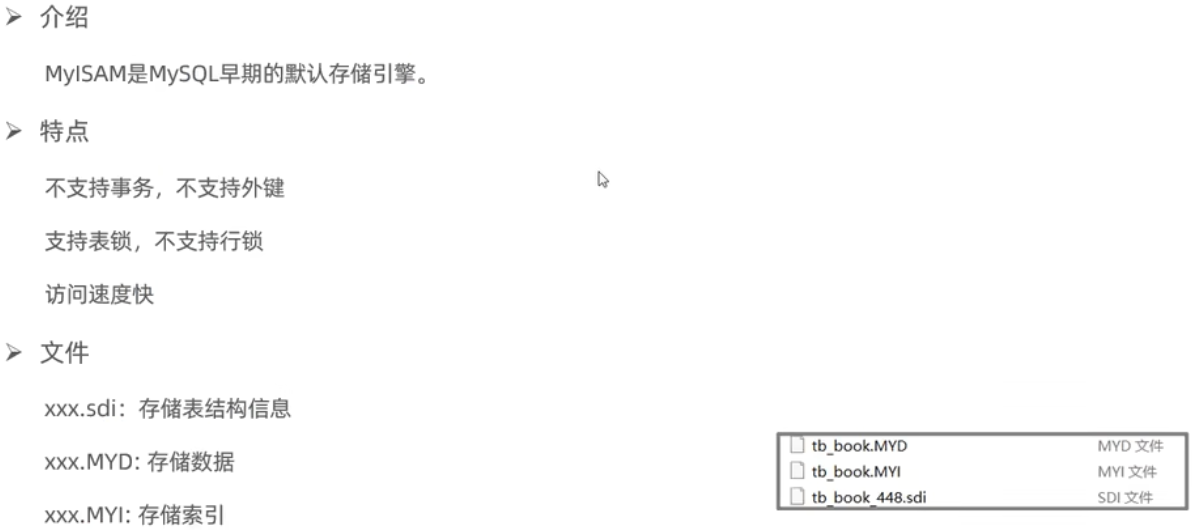 介绍
MyISAM是MySQL早期的默认存储引擎。
特点
不支持事务，不支持外键
支持表锁，不支持行锁
访问速度快
文件
xxx.sdi：存储表结构信息
xxx.MYD: 存储数据
xxx.MYI: 存储索引
tb_book.MYD MYD 文件
tb_book.MYI MYI 文件
tb_book_448.sdi SDI 文件